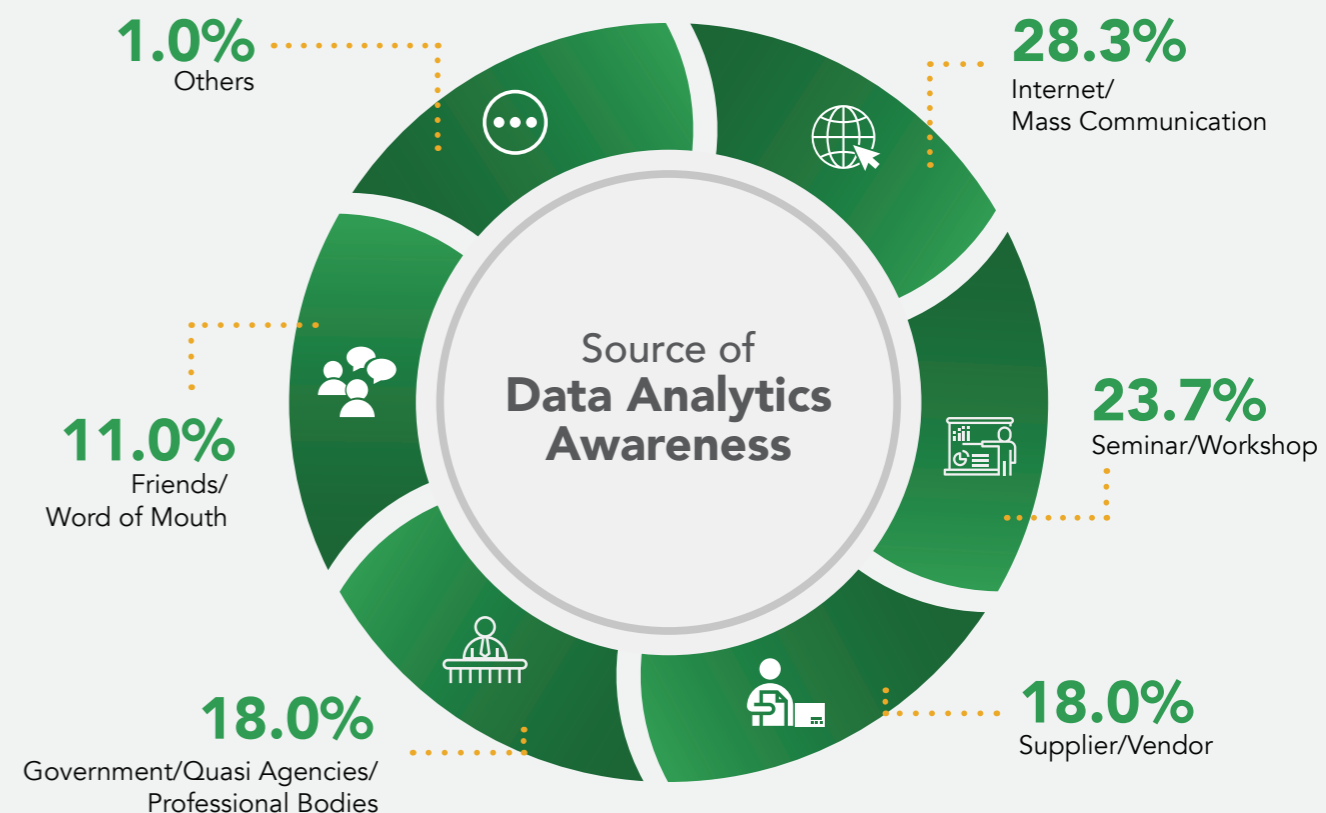 1.0%
Others
28.3%
Internet/
Mass Communication
Source of
Data Analytics
Awareness
23.7%
Seminar/Workshop
11.0%
Friends/
Word of Mouth
18.0%
Supplier/Vendor
18.0%
Government/Quasi Agencies/
Professional Bodies